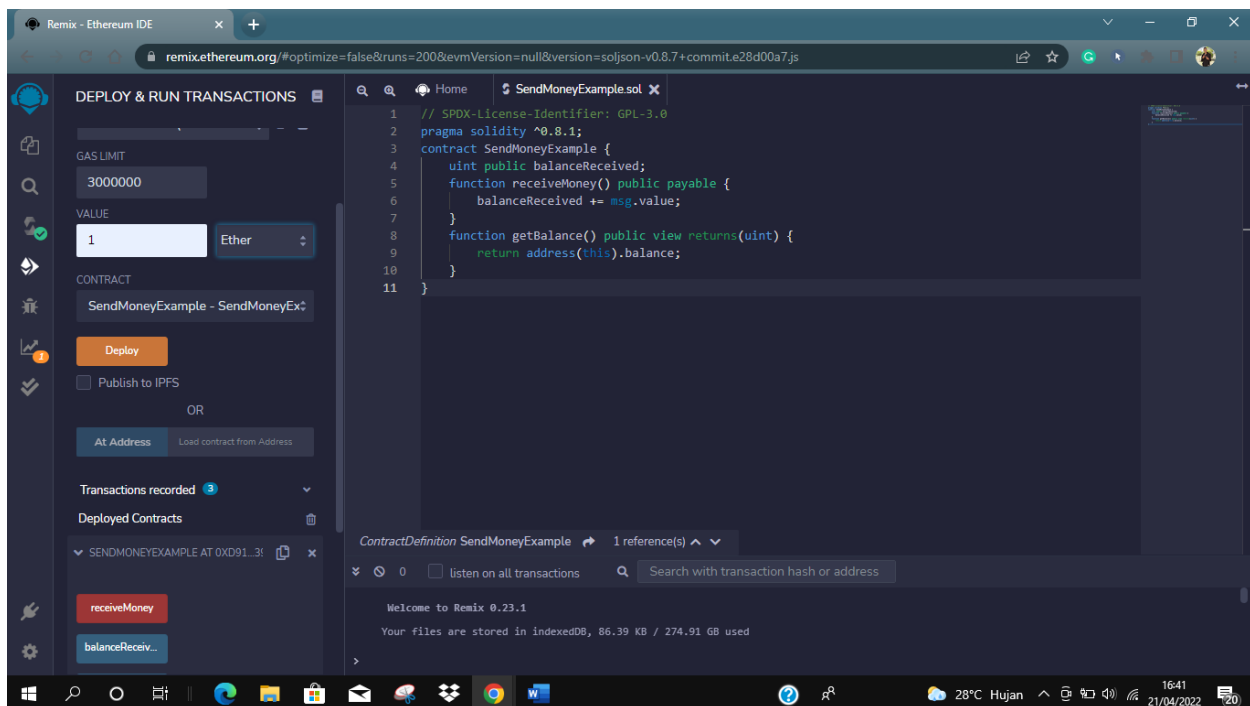 Remix - Ethereum IDE
remix.ethereum.org/#optimize=false&runs=200&evmVersion=null&version=soljson-v0.8.7+commit.e28d00a7.js
DEPLOY & RUN TRANSACTIONS
GAS LIMIT
3000000
VALUE
1 Ether
CONTRACT
SendMoneyExample - SendMoneyEx
Deploy
Publish to IPFS
OR
At Address Load contract from Address
Transactions recorded 3
Deployed Contracts
SENDMONEYEXAMPLE AT 0XD91...3
receiveMoney
balanceReceiv...
1
Home SendMoneyExample.sol
1 // SPDX-License-Identifier: GPL-3.0
2 pragma solidity ^0.8.1;
3 contract SendMoneyExample {
4 uint public balanceReceived;
5 function receiveMoney() public payable {
6 balanceReceived += msg.value;
7 }
8 function getBalance() public view returns(uint) {
9 return address(this).balance;
10 }
11 }
ContractDefinition SendMoneyExample 1 reference(s)
0 listen on all transactions Search with transaction hash or address
Welcome to Remix 0.23.1
Your files are stored in indexedDB, 86.39 KB / 274.91 GB used
>
28°C Hujan
16:41
21/04/2022
20